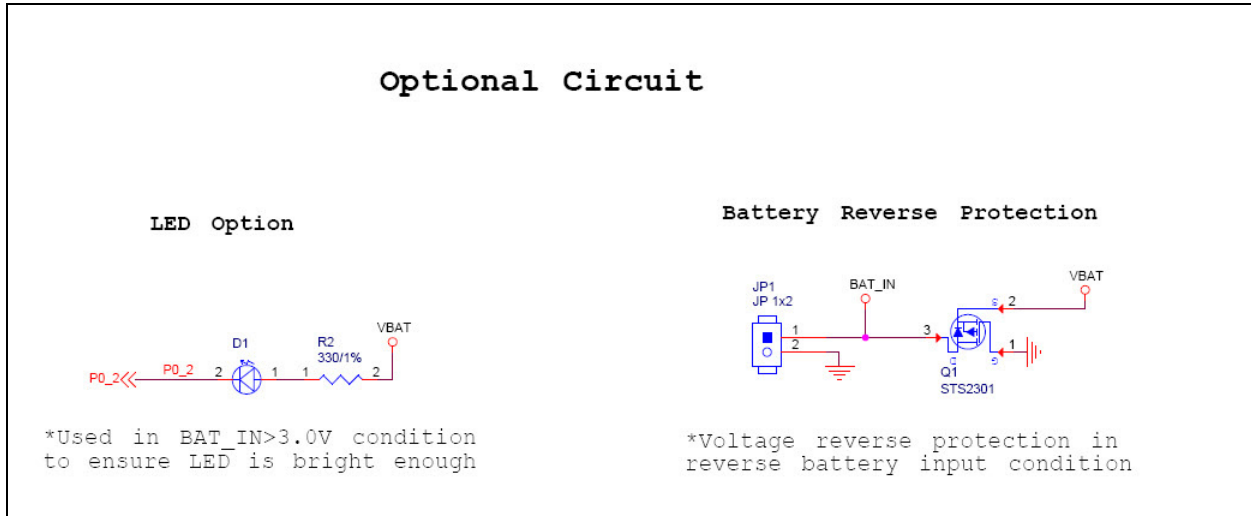 Optional Circuit
LED Option
D1
R2
330/1%
VBAT
P0_2
P0_2
2
1
1
2
*Used in BAT_IN>3.0V condition
to ensure LED is bright enough
Battery Reverse Protection
JP1
JP 1x2
1
2
BAT_IN
3
S
2
VBAT
D
G
1
Q1
STS2301
*Voltage reverse protection in
reverse battery input condition